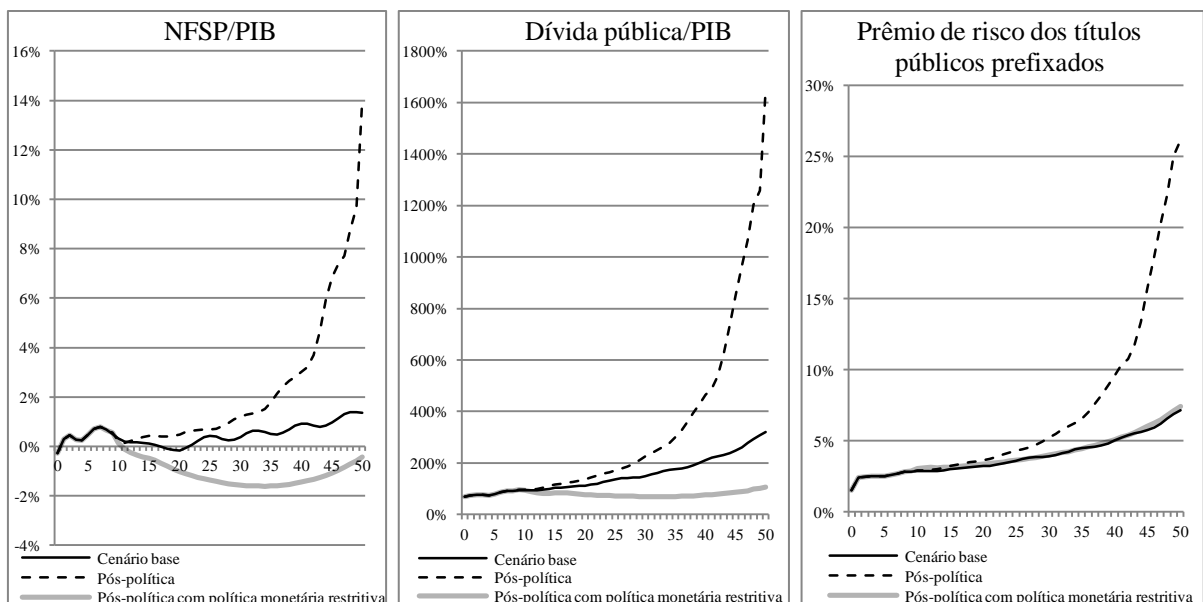 NFSP/PIB
16%
14%
12%
10%
8%
6%
4%
2%
0%
-2%
-4%
0 5 10 15 20 25 30 35 40 45 50
Cenário base
Pós-política
Pós-política com política monetária restritiva
Dívida pública/PIB
1800%
1600%
1400%
1200%
1000%
800%
600%
400%
200%
0%
0 5 10 15 20 25 30 35 40 45 50
Cenário base
Pós-política
Pós-política com política monetária restritiva
Prêmio de risco dos títulos
públicos prefixados
30%
25%
20%
15%
10%
5%
0%
0 5 10 15 20 25 30 35 40 45 50
Cenário base
Pós-política
Pós-política com política monetária restritiva